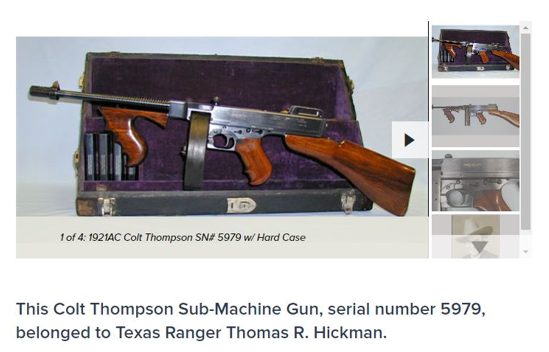 1 of 4: 1921AC Colt Thompson SN# 5979 w/ Hard Case
This Colt Thompson Sub-Machine Gun, serial number 5979,
belonged to Texas Ranger Thomas R. Hickman.